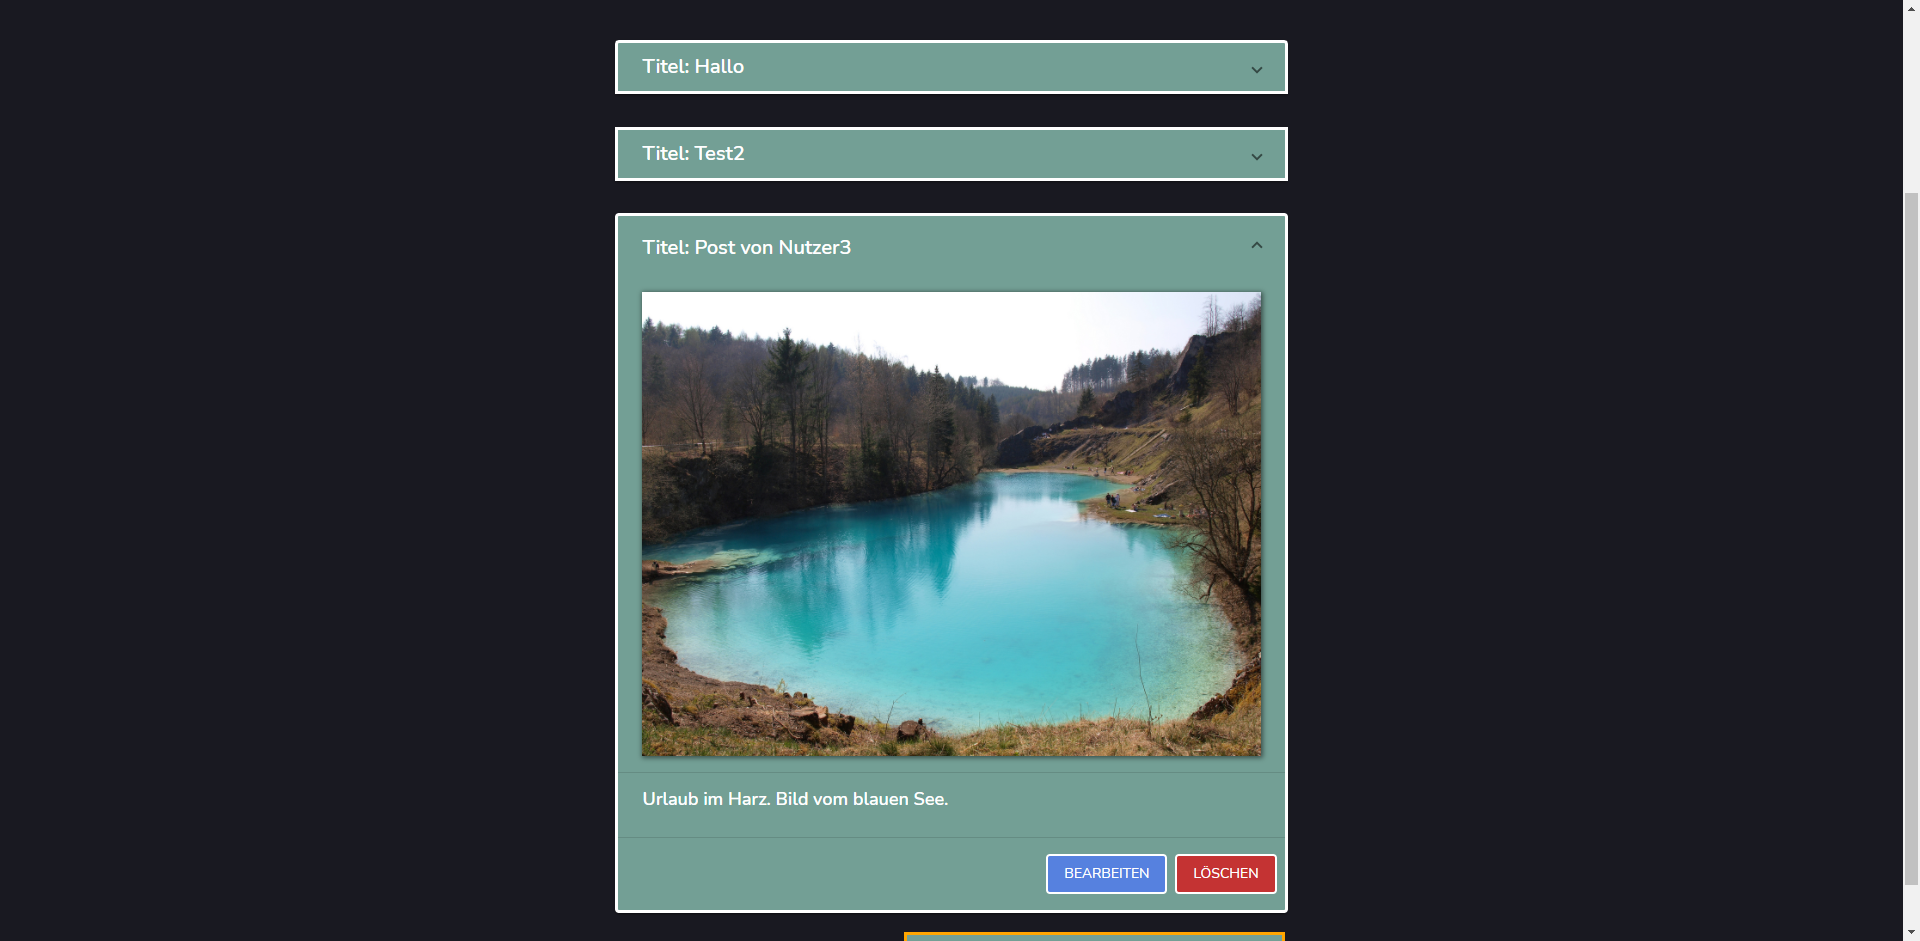 Titel: Hallo
Titel: Test2
Titel: Post von Nutzer3
Urlaub im Harz. Bild vom blauen See.
BEARBEITEN LÖSCHEN